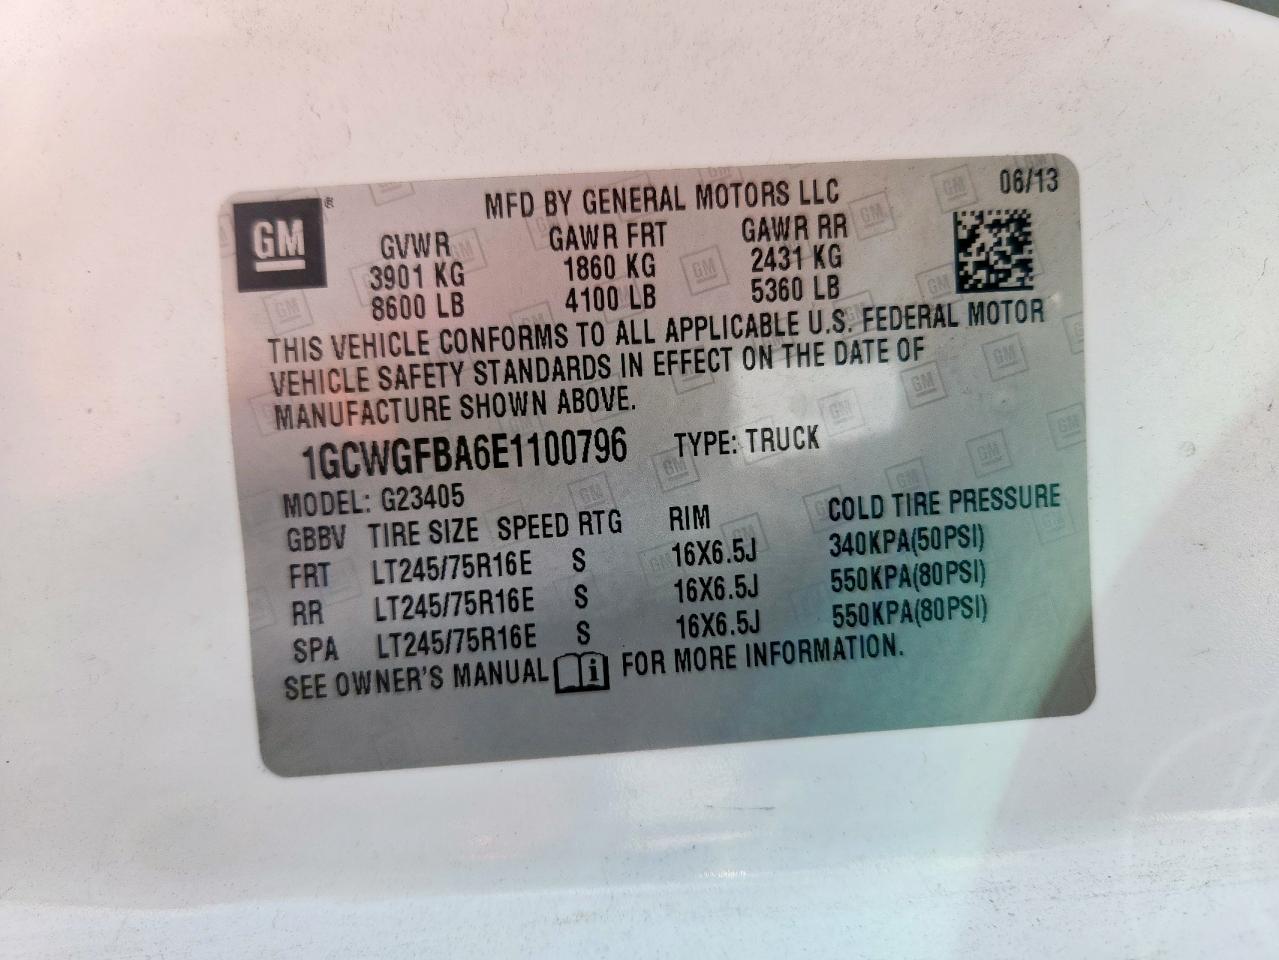 GM
MFD BY GENERAL MOTORS LLC 06/13
GVWR GAWR FRT GAWR RR
3901 KG 1860 KG 2431 KG
8600 LB 4100 LB 5360 LB
THIS VEHICLE CONFORMS TO ALL APPLICABLE U.S. FEDERAL MOTOR
VEHICLE SAFETY STANDARDS IN EFFECT ON THE DATE OF
MANUFACTURE SHOWN ABOVE.
1GCWGFBA6E1100796 TYPE: TRUCK
MODEL: G23405
GBBV TIRE SIZE SPEED RTG RIM COLD TIRE PRESSURE
FRT LT245/75R16E S 16X6.5J 340KPA(50PSI)
RR LT245/75R16E S 16X6.5J 550KPA(80PSI)
SPA LT245/75R16E S 16X6.5J 550KPA(80PSI)
SEE OWNER'S MANUAL i FOR MORE INFORMATION.